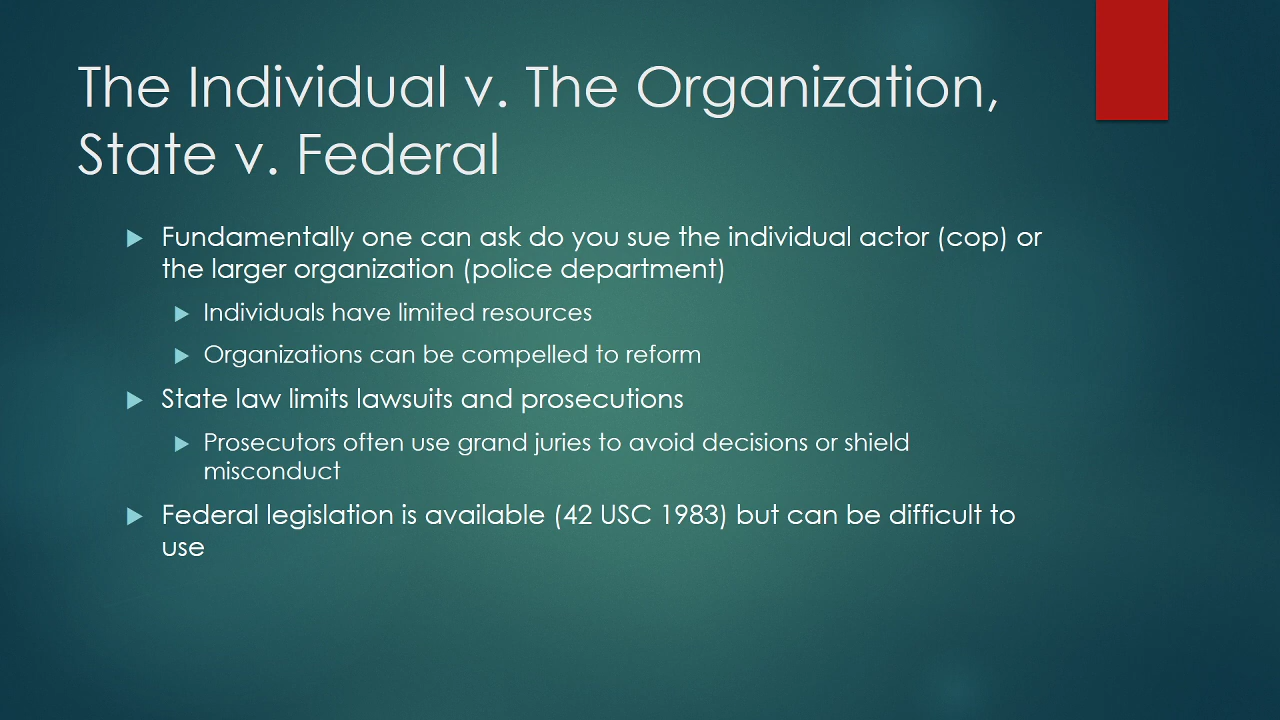 The Individual v. The Organization,
State v. Federal
Fundamentally one can ask do you sue the individual actor (cop) or
the larger organization (police department)
Individuals have limited resources
Organizations can be compelled to reform
State law limits lawsuits and prosecutions
Prosecutors often use grand juries to avoid decisions or shield
misconduct
Federal legislation is available (42 USC 1983) but can be difficult to
use